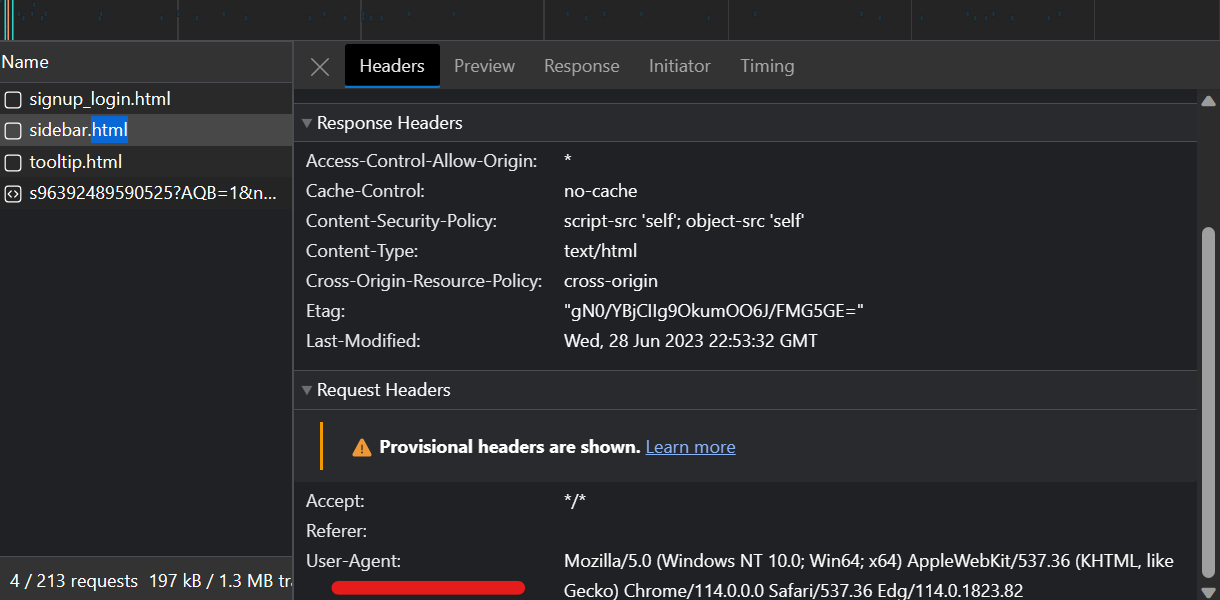 Name
signup_login.html
sidebar.html
tooltip.html
s96392489590525?AQB=1&n...
4 / 213 requests 197 kB / 1.3 MB tra
Headers Preview Response Initiator Timing
Response Headers
Access-Control-Allow-Origin: *
Cache-Control: no-cache
Content-Security-Policy: script-src 'self'; object-src 'self'
Content-Type: text/html
Cross-Origin-Resource-Policy: cross-origin
Etag: "gN0/YBjCIIg9OkumOO6J/FMG5GE="
Last-Modified: Wed, 28 Jun 2023 22:53:32 GMT
Request Headers
Provisional headers are shown. Learn more
Accept: */*
Referer:
User-Agent: Mozilla/5.0 (Windows NT 10.0; Win64; x64) AppleWebKit/537.36 (KHTML, like
Gecko) Chrome/114.0.0.0 Safari/537.36 Edg/114.0.1823.82